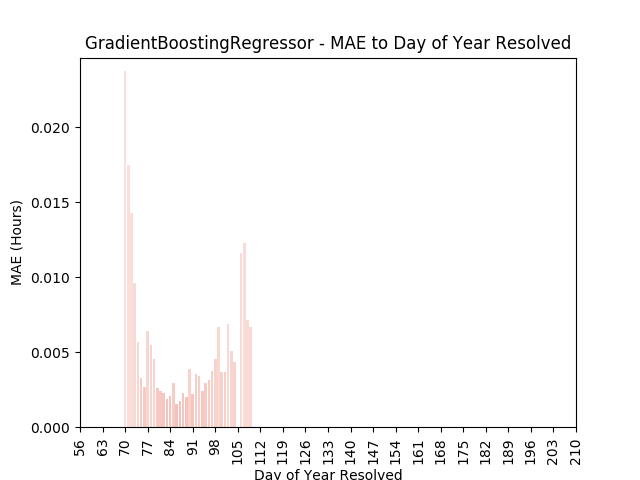 GradientBoostingRegressor - MAE to Day of Year Resolved
MAE (Hours)
0.020
0.015
0.010
0.005
0.000
56 63 70 77 84 91 98 105 112 119 126 133 140 147 154 161 168 175 182 189 196 203 210
Day of Year Resolved